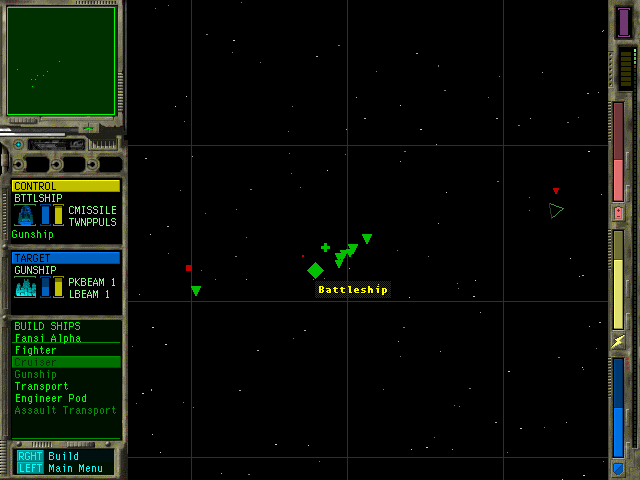 CONTROL
BTTLSHIP
CMISSILE
TWNPPULS
Gunship
TARGET
GUNSHIP
PKBEAM 1
LBEAM 1
BUILD SHIPS
Fansi Alpha
Fighter
Cruiser
Gunship
Transport
Engineer Pod
Assault Transport
RGHT Build
LEFT Main Menu
Battleship